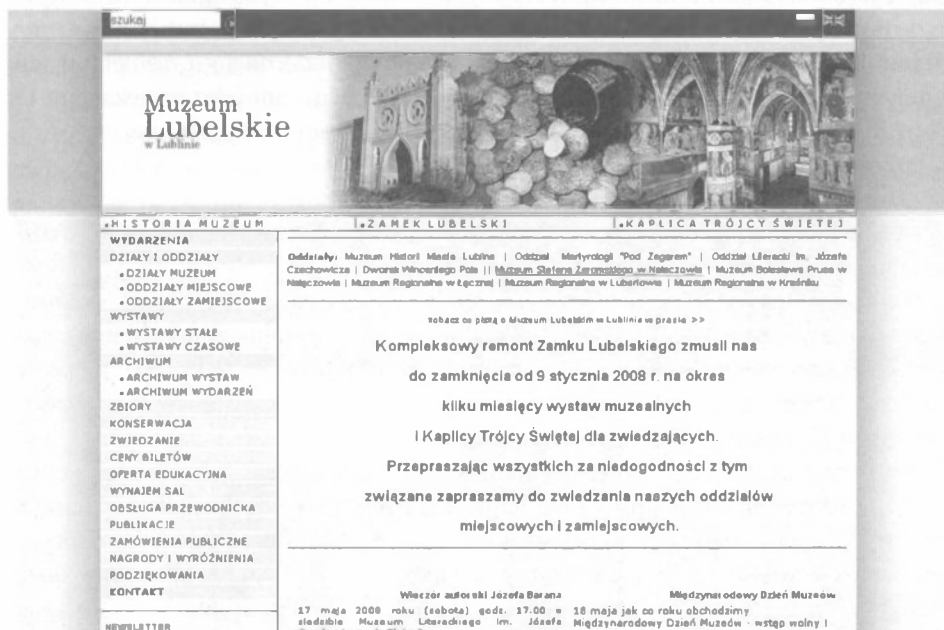 szukaj
Muzeum
Lubelskie
w Lublinie
HISTORIA MUZEUM
ZAMEK LUBELSKI
KAPLICA TRÓJCY ŚWIĘTEJ
WYDARZENIA
DZIAŁY I ODDZIAŁY
DZIAŁY MUZEUM
ODDZIAŁY MIEJSCOWE
ODDZIAŁY ZAMIEJSCOWE
WYSTAWY
WYSTAWY STAŁE
WYSTAWY CZASOWE
ARCHIWUM
ARCHIWUM WYSTAW
ARCHIWUM WYDARZEŃ
ZBIORY
KONSERWACJA
ZWIEDZANIE
CENY BILETÓW
OFERTA EDUKACYJNA
WYNAJEM SAL
OBSŁUGA PRZEWODNICKA
PUBLIKACJE
ZAMÓWIENIA PUBLICZNE
NAGRODY I WYRÓŻNIENIA
PODZIĘKOWANIA
KONTAKT
NEWSLETTER
Oddziały: Muzeum Historii Miasta Lublina | Oddział Martyrologii "Pod Zegarem" | Oddział Literacki im. Józefa
Czechowicza | Dworek Wincentego Pola || Muzeum Stefana Żeromskiego w Nałęczowie | Muzeum Bolesława Prusa w
Nałęczowie | Muzeum Regionalne w Łęcznej | Muzeum Regionalne w Lubartowie | Muzeum Regionalne w Kraśniku
zobacz co piszą o Muzeum Lubelskim w Lublinie w prasie >>
Kompleksowy remont Zamku Lubelskiego zmusił nas
do zamknięcia od 9 stycznia 2008 r. na okres
kilku miesięcy wystaw muzealnych
i Kaplicy Trójcy Świętej dla zwiedzających.
Przepraszając wszystkich za niedogodności z tym
związane zapraszamy do zwiedzania naszych oddziałów
miejscowych i zamiejscowych.
Wieczór autorski Józefa Barana
17 maja 2008 roku (sobota) godz. 17.00 w
siedzibie Muzeum Literackiego im. Józefa
Międzynarodowy Dzień Muzeów
18 maja jak co roku obchodzimy
Międzynarodowy Dzień Muzeów - wstęp wolny !